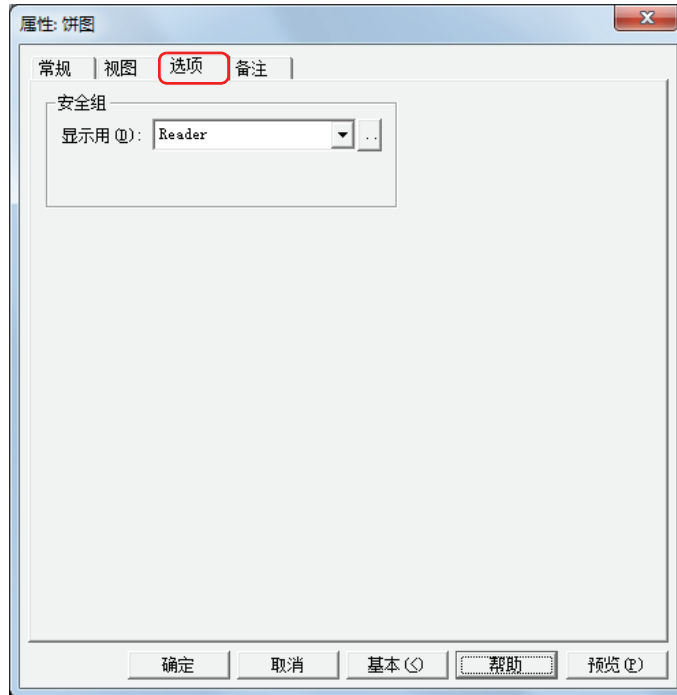 属性: 饼图
x
常规 视图 选项 备注
安全组
显示用(D): Reader ..
确定 取消 基本(<) 帮助 预览(P)